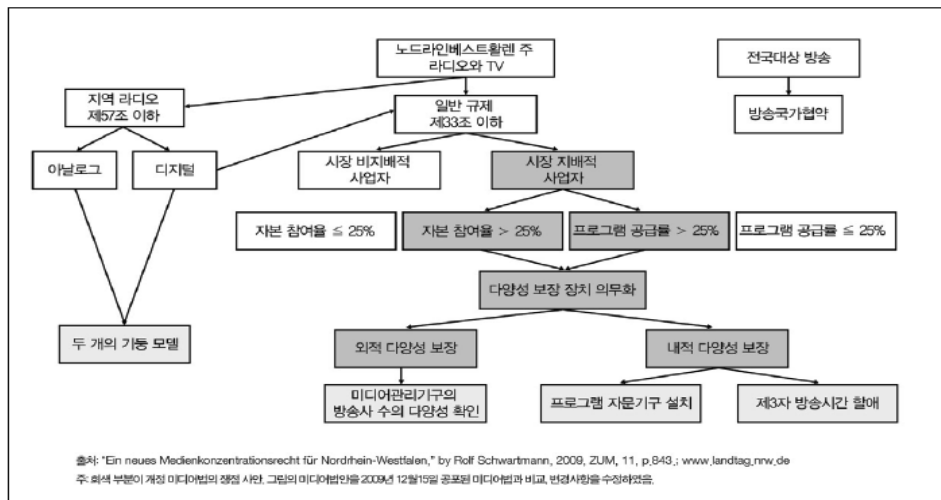 노드라인베스트활렌 주
라디오와 TV
전국대상 방송
지역 라디오
제57조 이하
일반 규제
제33조 이하
방송국가협약
아날로그
디지털
시장 비지배적
사업자
시장 지배적
사업자
자본 참여율 ≦ 25%
자본 참여율 > 25%
프로그램 공급률 > 25%
프로그램 공급률 ≦ 25%
다양성 보장 장치 의무화
두 개의 기둥 모델
외적 다양성 보장
내적 다양성 보장
미디어관리기구의
방송사 수의 다양성 확인
프로그램 자문기구 설치
제3자 방송시간 할애
출처: "Ein neues Medienkonzentrationsrecht für Nordrhein-Westfalen," by Rolf Schwartmann, 2009, ZUM, 11, p.843.; www.landtag.nrw.de
주: 회색 부분이 개정 미디어법의 쟁점 사안. 그림의 미디어법안을 2009년 12월15일 공포된 미디어법과 비교, 변경사항을 수정하였음.